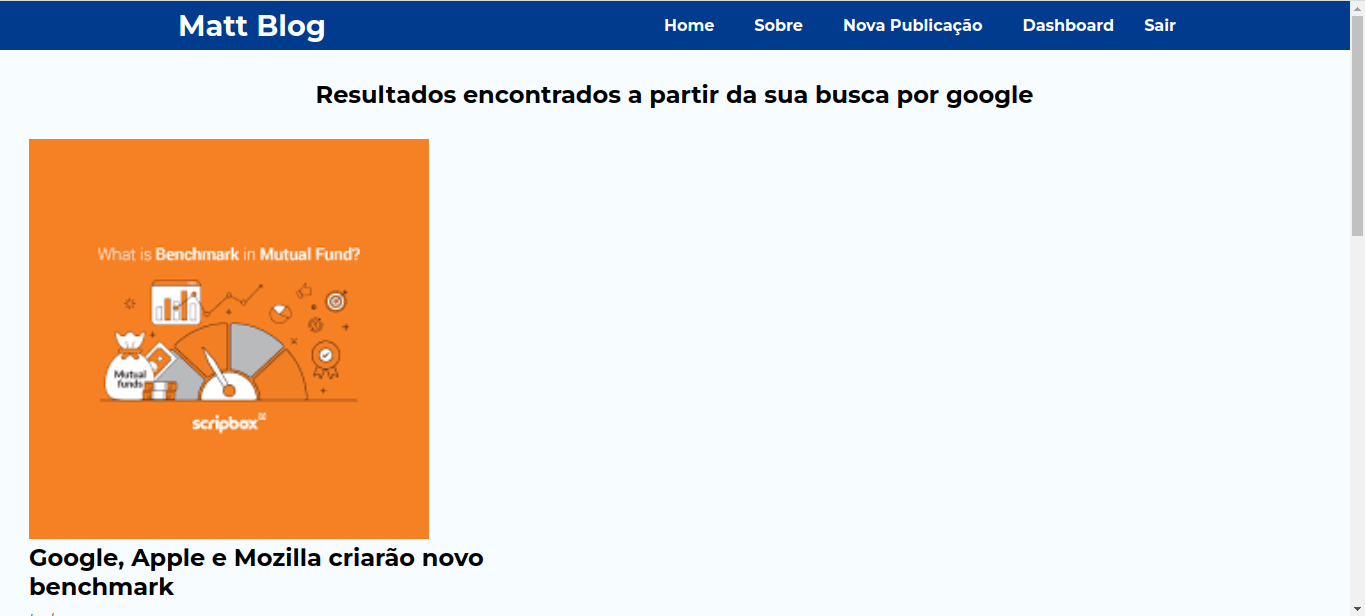 Matt Blog
Home Sobre Nova Publicação Dashboard Sair
Resultados encontrados a partir da sua busca por google
What is Benchmark in Mutual Fund?
Mutual
funds
scripbox
Google, Apple e Mozilla criarão novo
benchmark